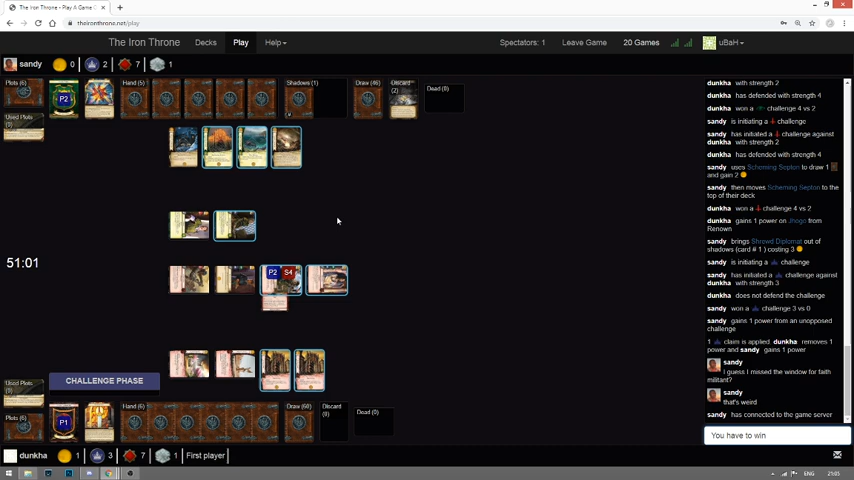 The Iron Throne - Play A Game O
theironthrone.net/play
The Iron Throne
Decks
Play
Help
Spectators: 1
Leave Game
20 Games
uBaH
sandy
0
2
7
1
Plots (6)
P2
Hand (5)
Shadows (1)
Draw (46)
Discard (2)
Dead (0)
51:01
P2
S4
CHALLENGE PHASE
Plots (6)
P1
Hand (6)
Draw (60)
Discard (0)
Dead (0)
dunkha
1
3
7
1
First player
dunkha
with strength 2
dunkha
has defended with strength 4
dunkha
won a challenge 4 vs 2
sandy
is initiating a challenge
sandy
has initiated a challenge against
dunkha
with strength 2
dunkha
has defended with strength 4
sandy
uses Scheming Septon to draw 1
and gain 2
sandy
then moves Scheming Septon to the
top of their deck
dunkha
won a challenge 4 vs 2
dunkha
gains 1 power on Jhogo from
Renown
sandy
brings Shrewd Diplomat out of
shadows (card # 1 ) costing 3
sandy
is initiating a challenge
sandy
has initiated a challenge against
dunkha
with strength 3
dunkha
does not defend the challenge
sandy
won a challenge 3 vs 0
sandy
gains 1 power from an unopposed
challenge
1 claim is applied dunkha removes 1
power and sandy gains 1 power
sandy
I guess I missed the window for faith
militant?
sandy
that's weird
sandy
has connected to the game server
You have to win
ENG
21:05